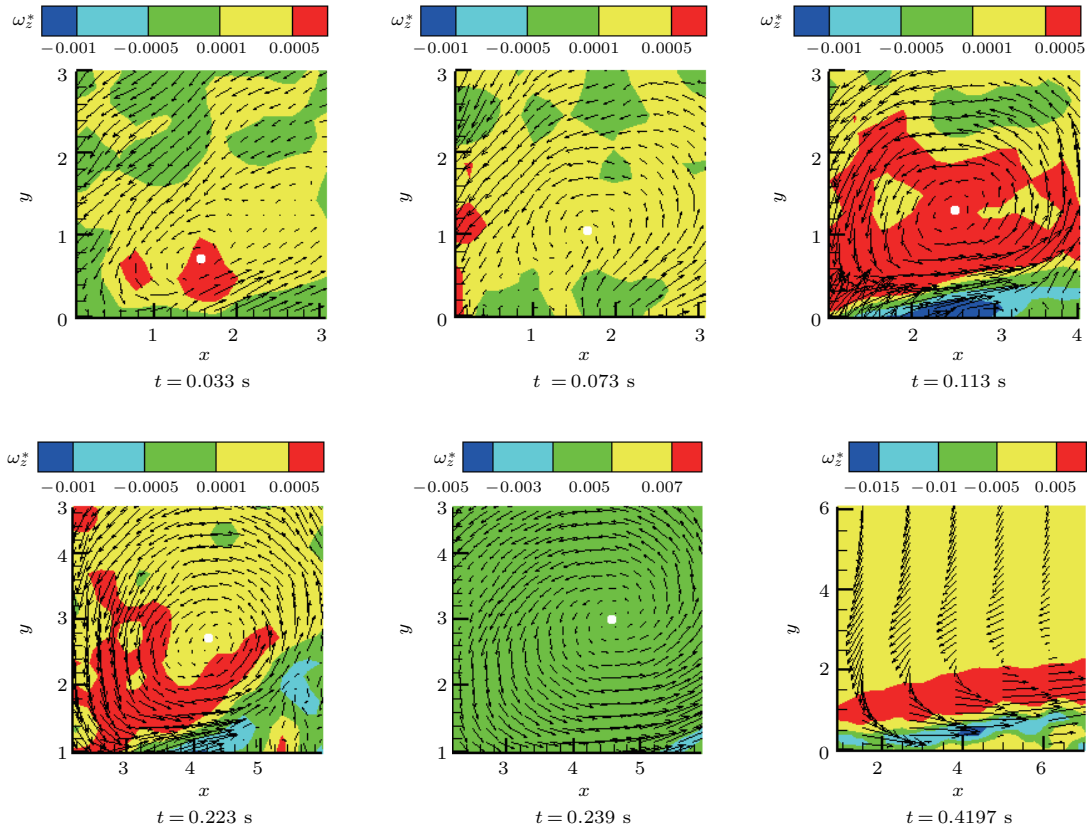 ω*z ω*z ω*z
−0.001 −0.0005 0.0001 0.0005 −0.001 −0.0005 0.0001 0.0005 −0.001 −0.0005 0.0001 0.0005
3 3 3
2 2 2
y y y
1 1 1
0 0 0
1 2 3 1 2 3 2 3 4
x x x
t = 0.033 s t = 0.073 s t = 0.113 s
ω*z ω*z ω*z
−0.001 −0.0005 0.0001 0.0005 −0.005 −0.003 0.005 0.007 −0.015 −0.01 −0.005 0.005
3 3 6
4 4 4
3 3
y y y
2 2 2
1 1 0
3 4 5 3 4 5 2 4 6
x x x
t = 0.223 s t = 0.239 s t = 0.4197 s